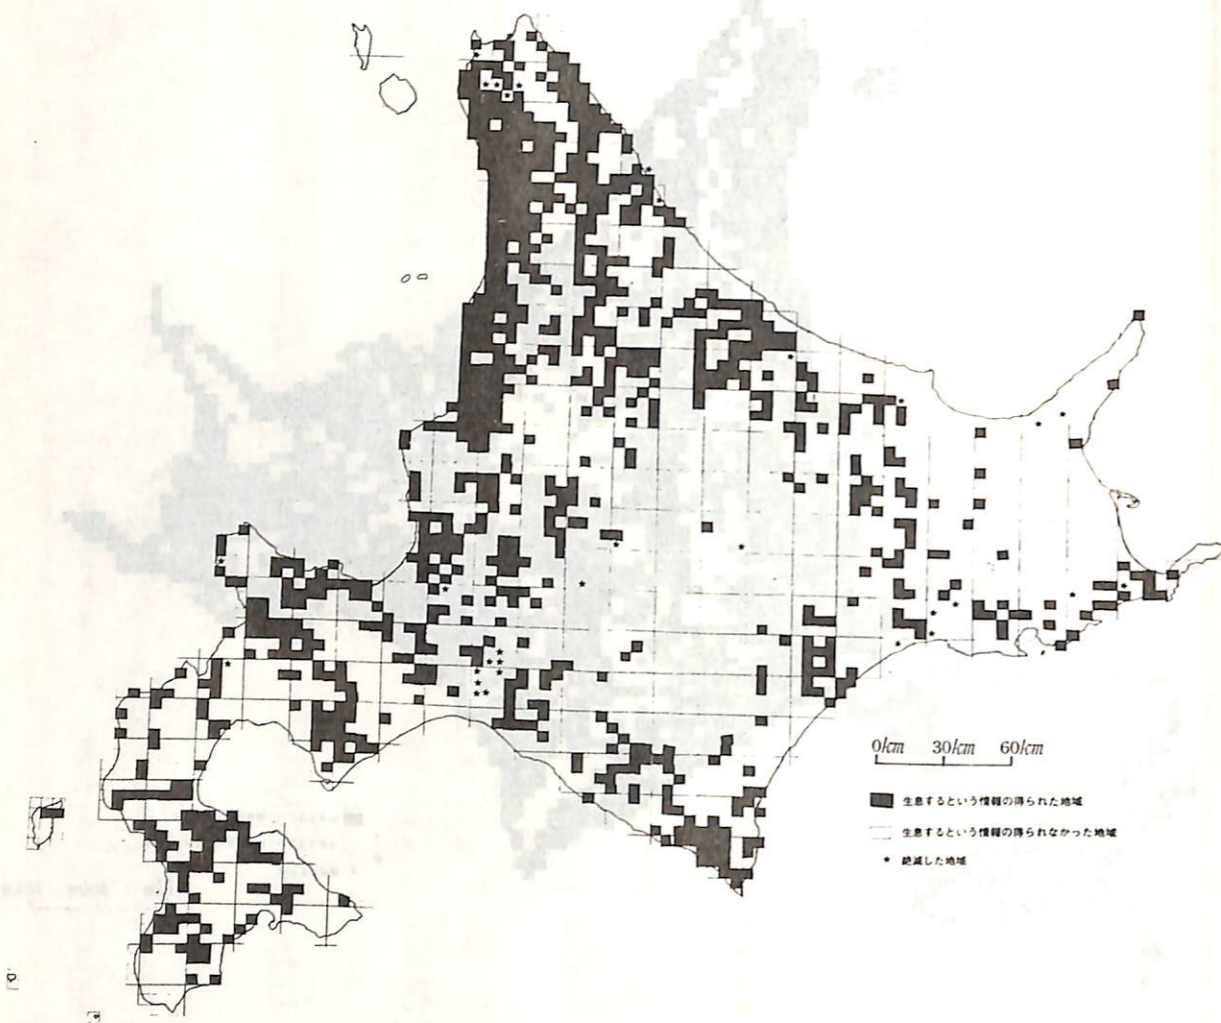 0km 30km 60km
生息するという情報の得られた地域
生息するという情報の得られなかった地域
★ 絶滅した地域